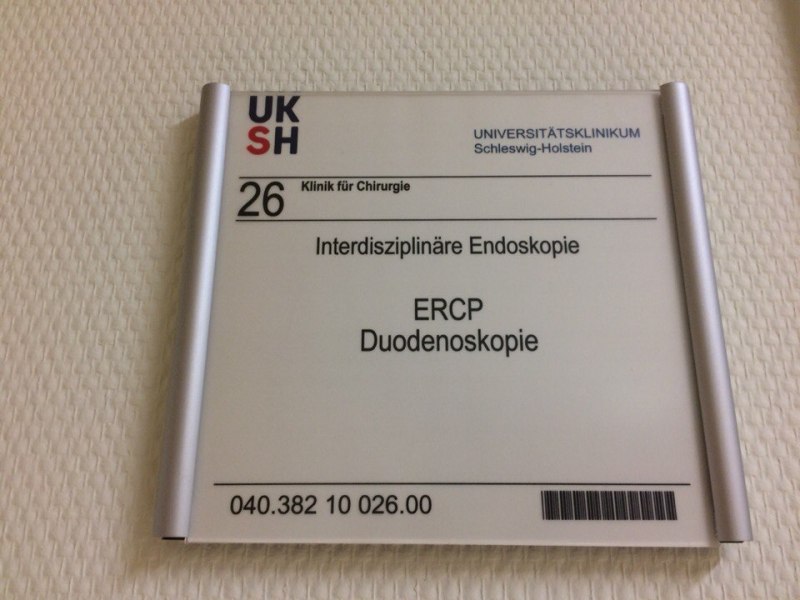 UK
SH
UNIVERSITÄTSKLINIKUM
Schleswig-Holstein
26 Klinik für Chirurgie
Interdisziplinäre Endoskopie
ERCP
Duodenoskopie
040.382 10 026.00